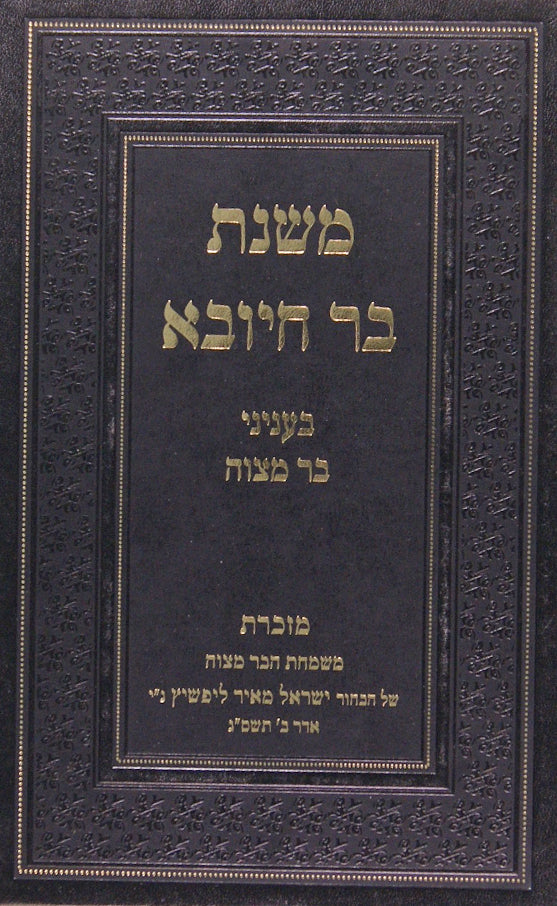 משנת
בר חיובא
בעניני
בר מצוה
מזכרת
משמחת הבר מצוה
של הבחור ישראל מאיר ליפשיץ נ"י
אדר ב' תשס"ג